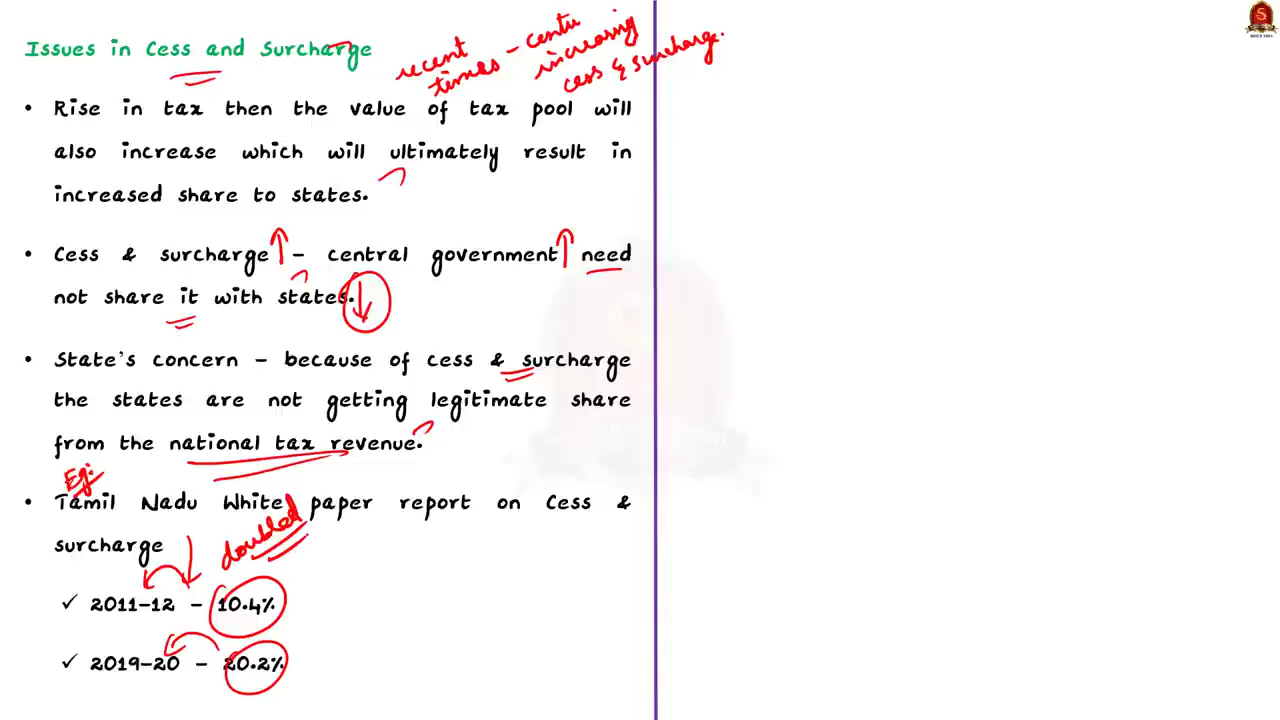 Issues in Cess and Surcharge
recent
times - centre
increasing
cess & surcharge.
• Rise in tax then the value of tax pool will
also increase which will ultimately result in
increased share to states.
• Cess & surcharge↑ - central government↑ need
not share it with states.↓
• State's concern - because of cess & surcharge
the states are not getting legitimate share
from the national tax revenue.
Eg:
• Tamil Nadu White paper report on Cess &
surcharge
doubled
✓ 2011-12 - 10.4%
✓ 2019-20 - 20.2%